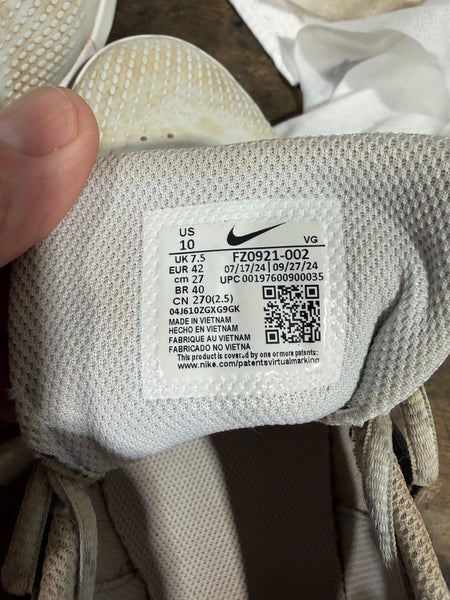 US
10
VG
UK 7.5
FZ0921-002
EUR 42
07/17/24 | 09/27/24
cm 27
UPC 00197600900035
BR 40
CN 270(2.5)
04J610ZGXG9GK
MADE IN VIETNAM
HECHO EN VIETNAM
FABRIQUE AU VIETNAM
FABRICADO NO VIETNA
This product is covered by one or more patents:
www.nike.com/patentsvirtualmarking